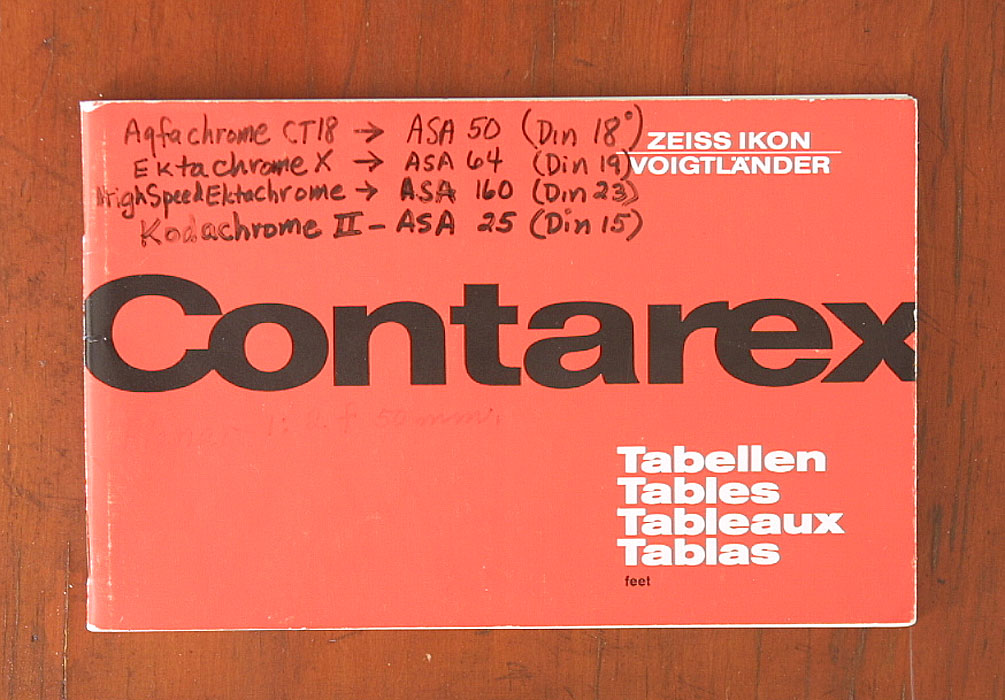 Agfachrome CT18 → ASA 50 (Din 18°)
Ektachrome X → ASA 64 (Din 19)
HighSpeedEktachrome → ASA 160 (Din 23)
Kodachrome II - ASA 25 (Din 15)
ZEISS IKON
VOIGTLÄNDER
Contarex
50mm
Tabellen
Tables
Tableaux
Tablas
feet